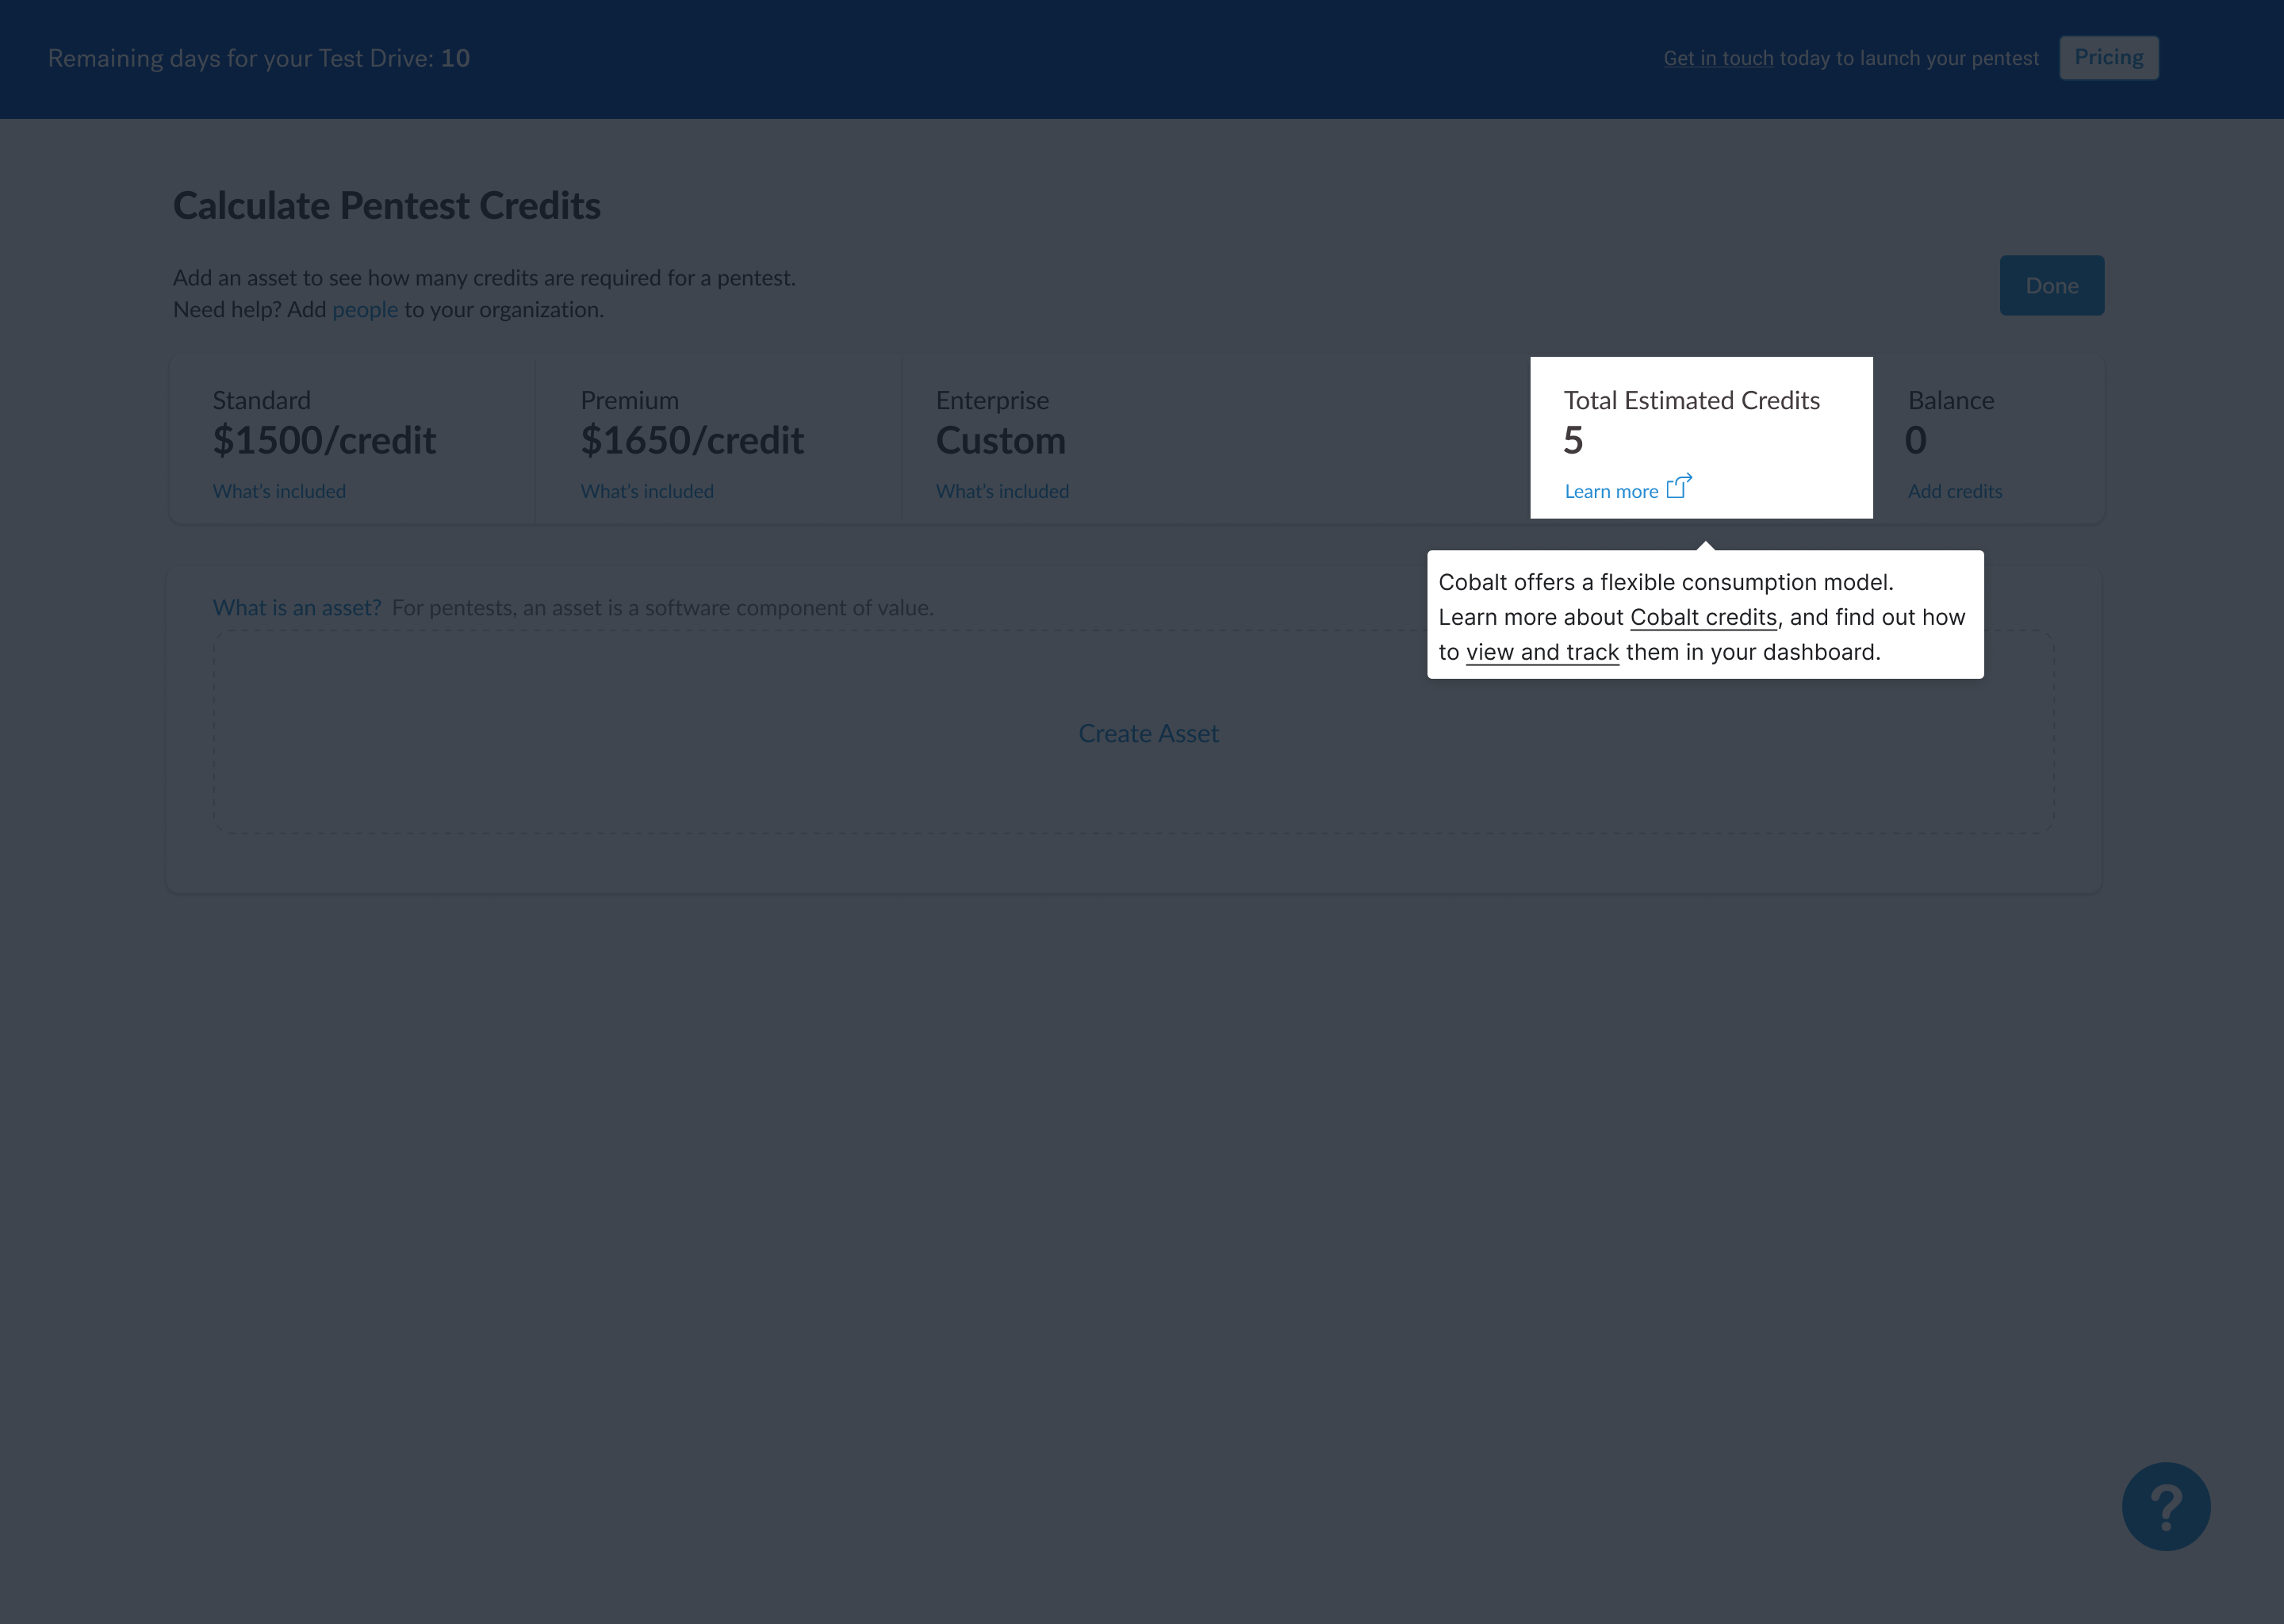 Remaining days for your Test Drive: 10
Get in touch today to launch your pentest
Pricing
Calculate Pentest Credits
Add an asset to see how many credits are required for a pentest.
Need help? Add people to your organization.
Done
Standard
$1500/credit
What's included
Premium
$1650/credit
What's included
Enterprise
Custom
What's included
Total Estimated Credits
5
Learn more
Balance
0
Add credits
Cobalt offers a flexible consumption model.
Learn more about Cobalt credits, and find out how
to view and track them in your dashboard.
What is an asset? For pentests, an asset is a software component of value.
Create Asset
?